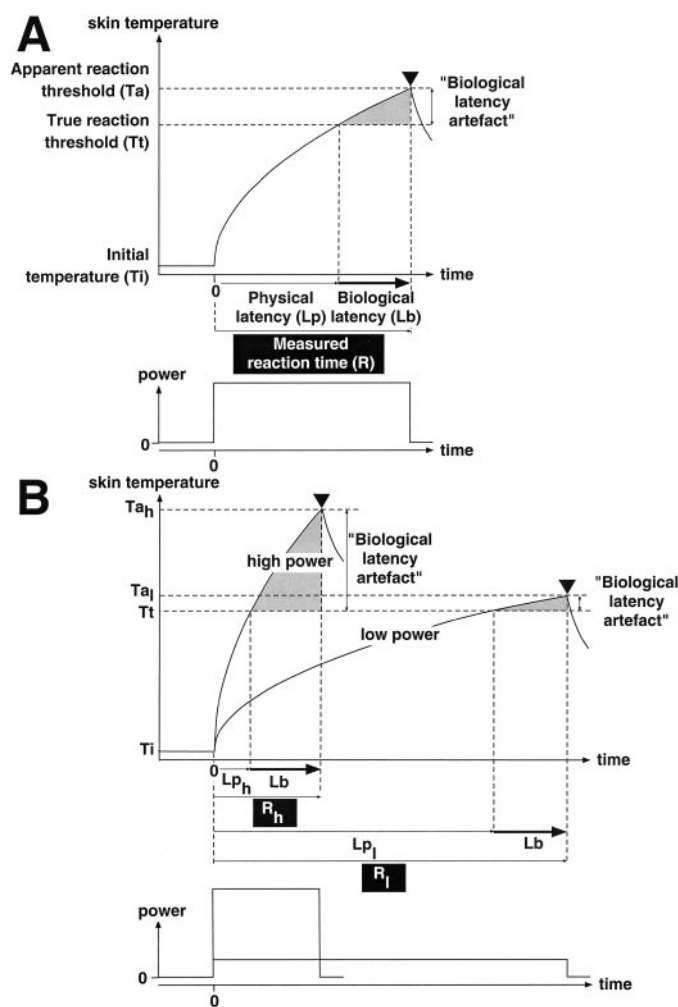 A
skin temperature
Apparent reaction
threshold (Ta)
True reaction
threshold (Tt)
"Biological
latency
artefact"
Initial
temperature (Ti)
time
0
Physical
latency (Lp)
Biological
latency (Lb)
Measured
reaction time (R)
power
0
time
0
B
skin temperature
Tah
"Biological
latency
artefact"
high power
Tal
Tt
"Biological
latency
artefact"
low power
Ti
time
0
Lph
Lb
Rh
Lpl
Lb
Rl
power
0
time
0